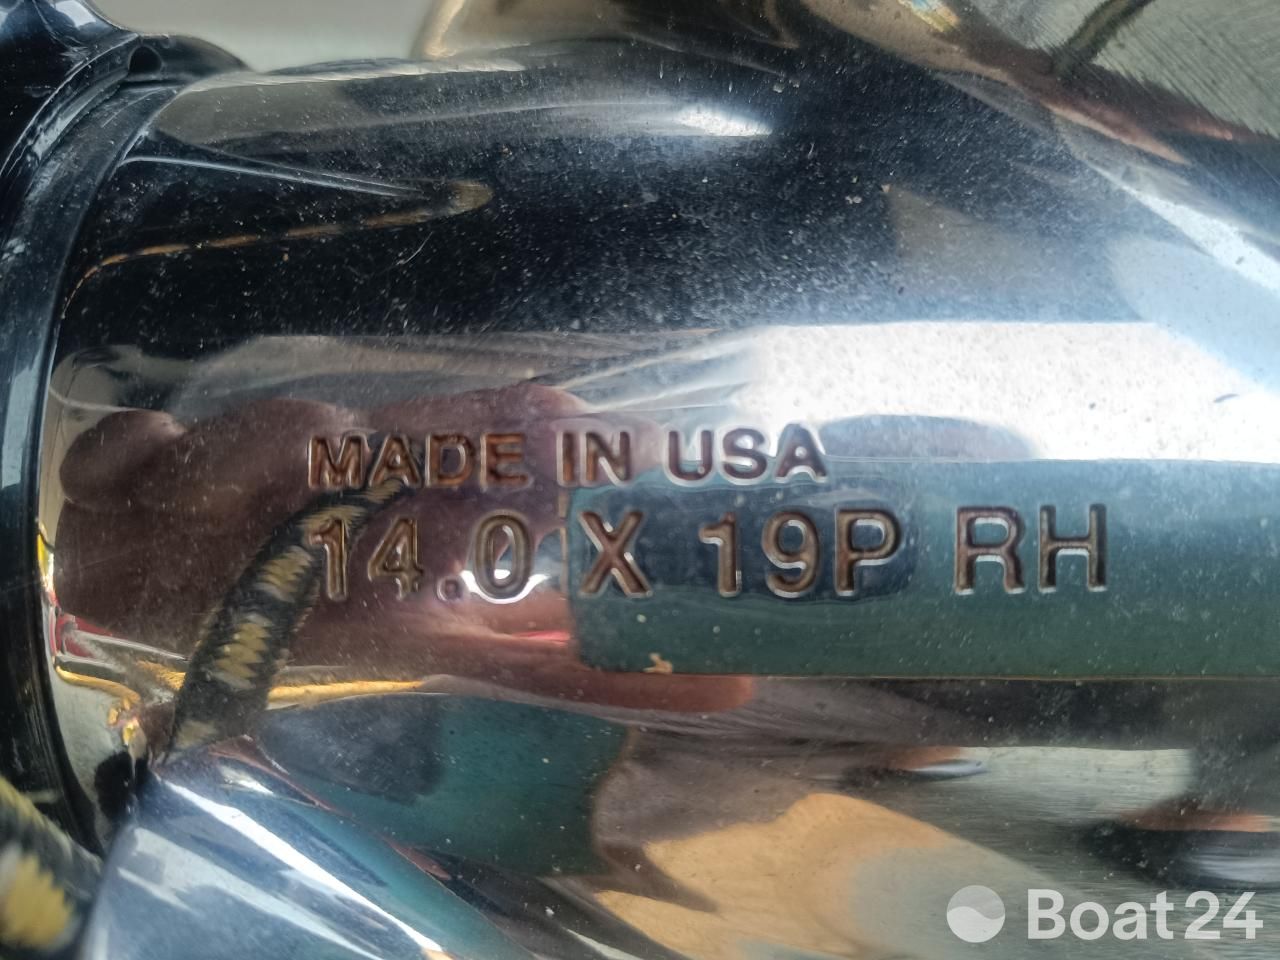 MADE IN USA
14.0 X 19P RH
Boat24